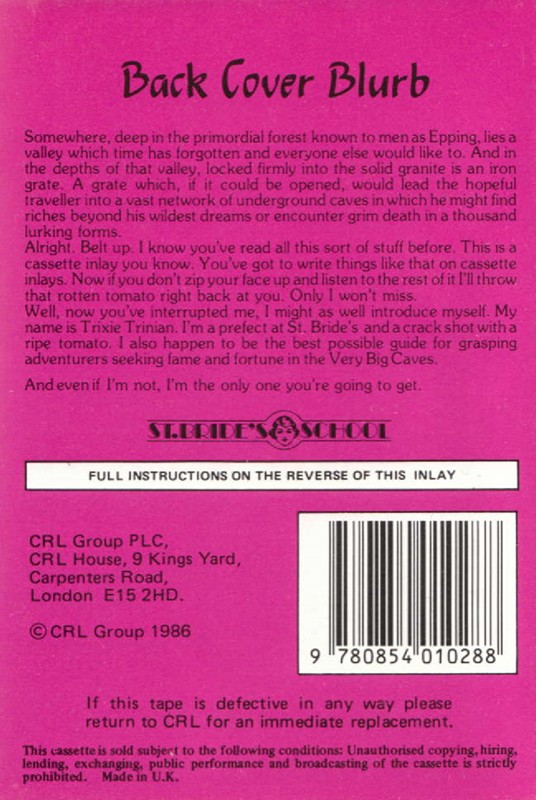 Back Cover Blurb
Somewhere, deep in the primordial forest known to men as Epping, lies a
valley which time has forgotten and everyone else would like to. And in
the depths of that valley, locked firmly into the solid granite is an iron
grate. A grate which, if it could be opened, would lead the hopeful
traveller into a vast network of underground caves in which he might find
riches beyond his wildest dreams or encounter grim death in a thousand
lurking forms.
Alright. Belt up. I know you've read all this sort of stuff before. This is a
cassette inlay you know. You've got to write things like that on cassette
inlays. Now if you don't zip your face up and listen to the rest of it I'll throw
that rotten tomato right back at you. Only I won't miss.
Well, now you've interrupted me, I might as well introduce myself. My
name is Trixie Trinian. I'm a prefect at St. Bride's and a crack shot with a
ripe tomato. I also happen to be the best possible guide for grasping
adventurers seeking fame and fortune in the Very Big Caves.
And even if I'm not, I'm the only one you're going to get.
ST.BRIDE'S SCHOOL
FULL INSTRUCTIONS ON THE REVERSE OF THIS INLAY
CRL Group PLC,
CRL House, 9 Kings Yard,
Carpenters Road,
London E15 2HD.
© CRL Group 1986
9 780854 010288
If this tape is defective in any way please
return to CRL for an immediate replacement.
This cassette is sold subject to the following conditions: Unauthorised copying, hiring,
lending, exchanging, public performance and broadcasting of the cassette is strictly
prohibited. Made in U.K.